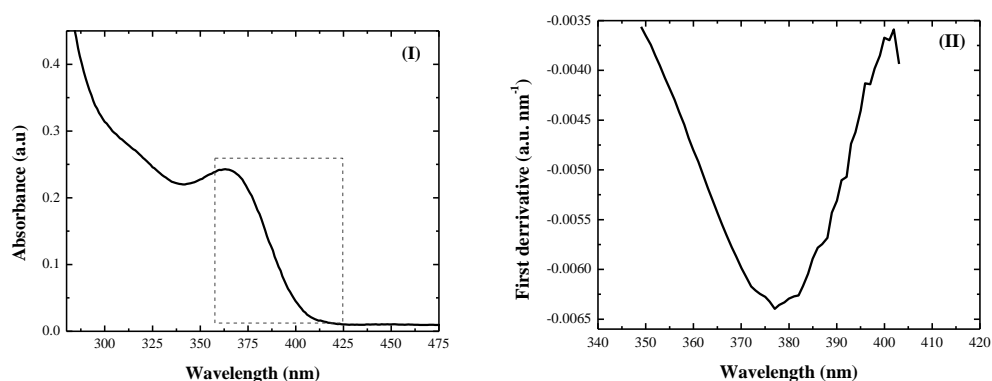 (I)
Absorbance (a.u)
0.4
0.3
0.2
0.1
0.0
300 325 350 375 400 425 450 475
Wavelength (nm)
(II)
First derrivative (a.u. nm-1)
-0.0035
-0.0040
-0.0045
-0.0050
-0.0055
-0.0060
-0.0065
340 350 360 370 380 390 400 410 420
Wavelength (nm)